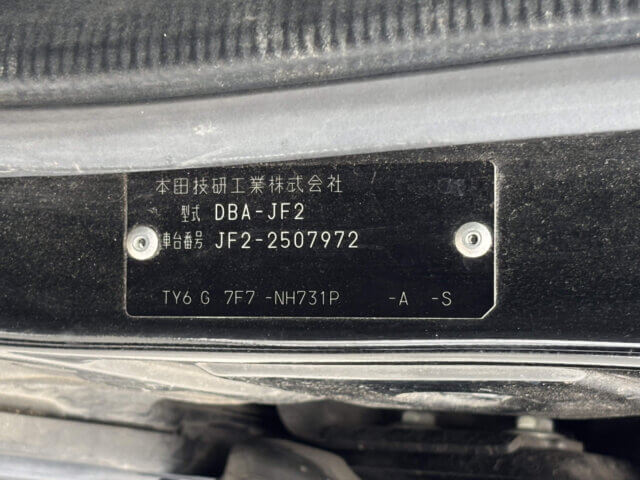 本田技研工業株式会社
型式 DBA-JF2
車台番号 JF2-2507972
TY6 G 7F7 -NH731P -A -S